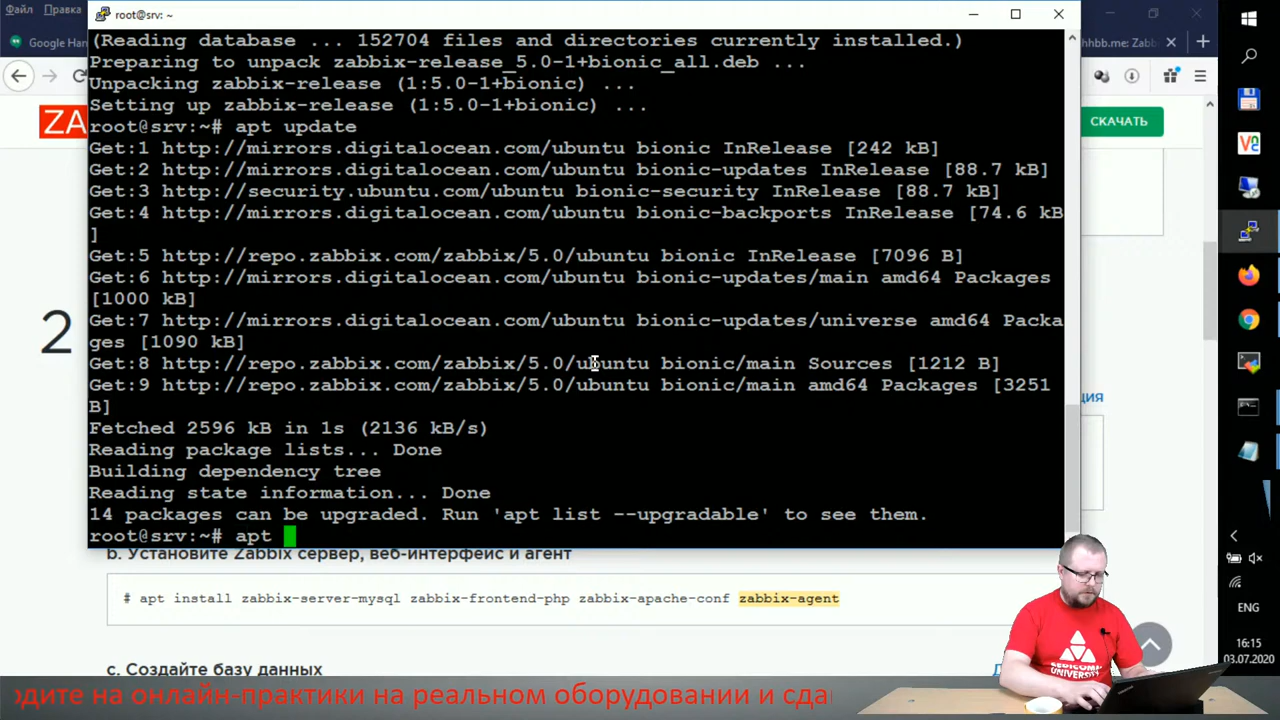 Файл
Правка
Google Han
root@srv: ~
hhbb.me: Zabbi
ZA
СКАЧАТЬ
(Reading database ... 152704 files and directories currently installed.)
Preparing to unpack zabbix-release_5.0-1+bionic_all.deb ...
Unpacking zabbix-release (1:5.0-1+bionic) ...
Setting up zabbix-release (1:5.0-1+bionic) ...
root@srv:~# apt update
Get:1 http://mirrors.digitalocean.com/ubuntu bionic InRelease [242 kB]
Get:2 http://mirrors.digitalocean.com/ubuntu bionic-updates InRelease [88.7 kB]
Get:3 http://security.ubuntu.com/ubuntu bionic-security InRelease [88.7 kB]
Get:4 http://mirrors.digitalocean.com/ubuntu bionic-backports InRelease [74.6 kB
]
Get:5 http://repo.zabbix.com/zabbix/5.0/ubuntu bionic InRelease [7096 B]
Get:6 http://mirrors.digitalocean.com/ubuntu bionic-updates/main amd64 Packages
[1000 kB]
Get:7 http://mirrors.digitalocean.com/ubuntu bionic-updates/universe amd64 Packa
ges [1090 kB]
Get:8 http://repo.zabbix.com/zabbix/5.0/ubuntu bionic/main Sources [1212 B]
Get:9 http://repo.zabbix.com/zabbix/5.0/ubuntu bionic/main amd64 Packages [3251
B]
Fetched 2596 kB in 1s (2136 kB/s)
Reading package lists... Done
Building dependency tree
Reading state information... Done
14 packages can be upgraded. Run 'apt list --upgradable' to see them.
root@srv:~# apt
2
ция
b. Установите Zabbix сервер, веб-интерфейс и агент
# apt install zabbix-server-mysql zabbix-frontend-php zabbix-apache-conf zabbix-agent
c. Создайте базу данных
UNIVERSITY
ENG
16:15
03.07.2020
одите на онлайн-практики на реальном оборудовании и сда